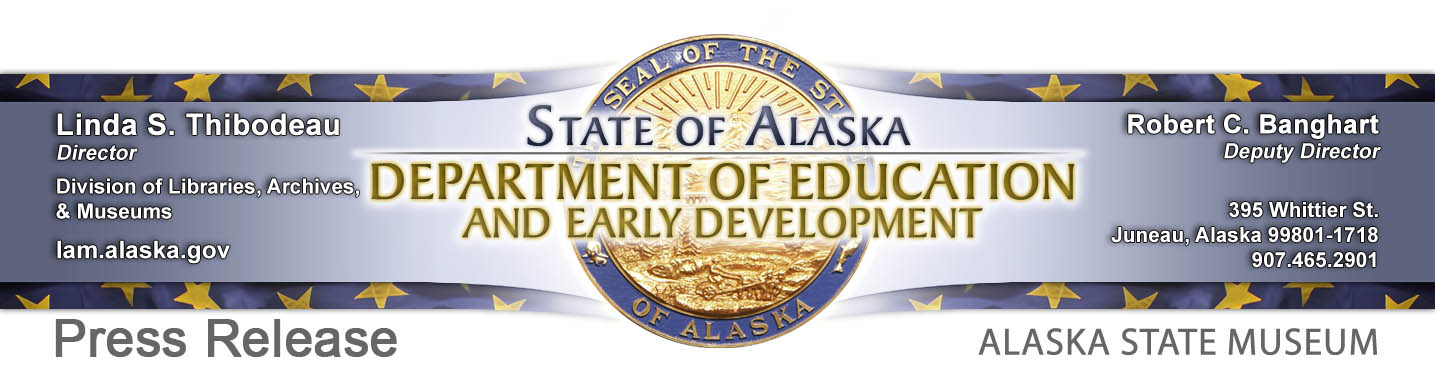 Linda S. Thibodeau
Director
Division of Libraries, Archives,
& Museums
lam.alaska.gov
SEAL OF THE ST
STATE OF ALASKA
DEPARTMENT OF EDUCATION
AND EARLY DEVELOPMENT
OF ALASKA
Robert C. Banghart
Deputy Director
395 Whittier St.
Juneau, Alaska 99801-1718
907.465.2901
Press Release
ALASKA STATE MUSEUM